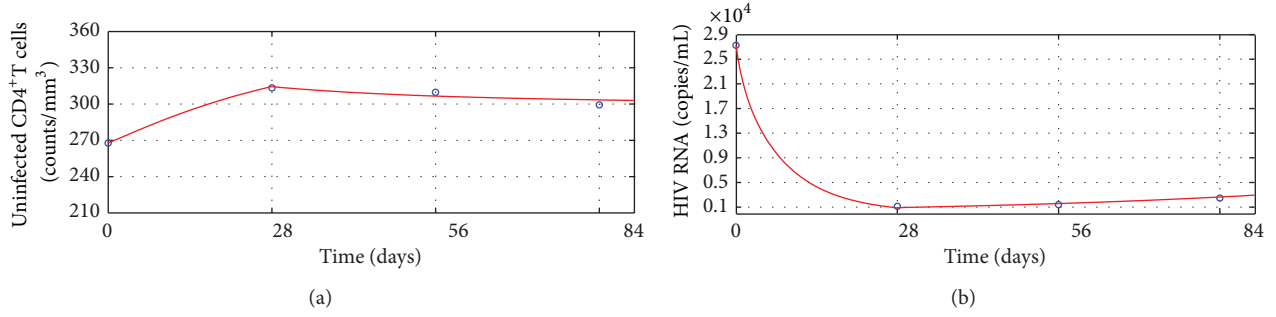 Uninfected CD4⁺T cells
(counts/mm³)
360
330
300
270
240
210
0 28 56 84
Time (days)
(a)
×10⁴
HIV RNA (copies/mL)
2.9
2.5
2.1
1.7
1.3
0.9
0.5
0.1
0 28 56 84
Time (days)
(b)